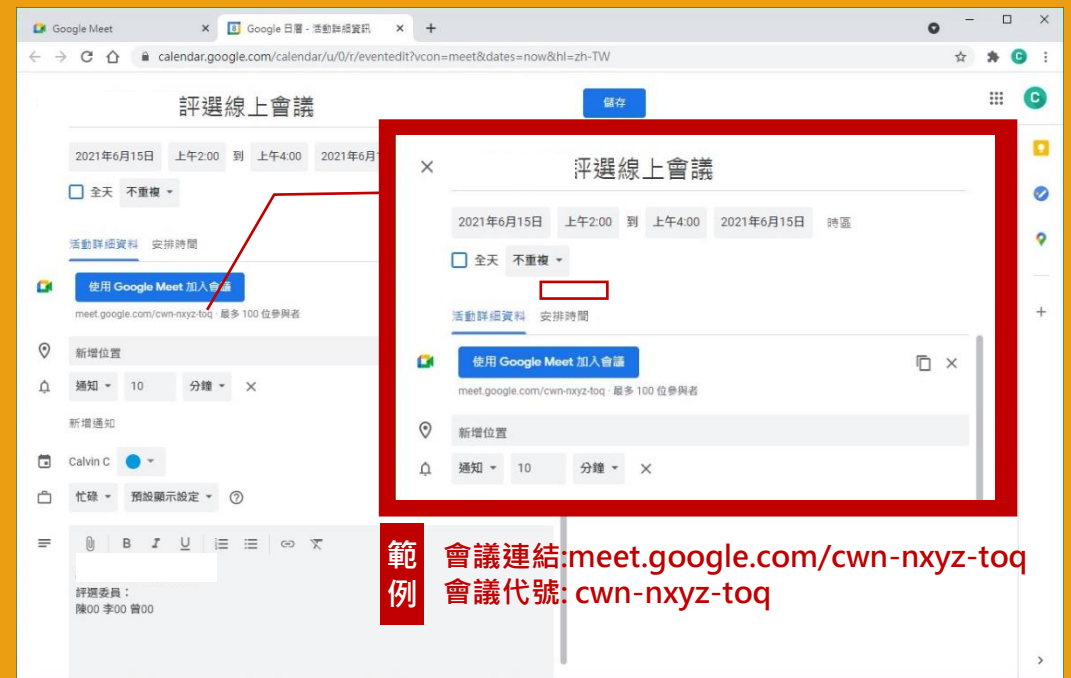 Google Meet
Google 日曆 - 活動詳細資訊
calendar.google.com/calendar/u/0/r/eventedit?vcon=meet&dates=now&hl=zh-TW
評選線上會議
儲存
C
2021年6月15日 上午2:00 到 上午4:00 2021年6月
全天 不重複
活動詳細資料 安排時間
使用 Google Meet 加入會議
meet.google.com/cwn-nxyz-toq · 最多 100 位參與者
新增位置
通知 10 分鐘
新增通知
Calvin C
忙碌 預設顯示設定
B I U
評選委員：
陳00 李00 曾00
評選線上會議
2021年6月15日 上午2:00 到 上午4:00 2021年6月15日 時區
全天 不重複
活動詳細資料 安排時間
使用 Google Meet 加入會議
meet.google.com/cwn-nxyz-toq · 最多 100 位參與者
新增位置
通知 10 分鐘
範例
會議連結:meet.google.com/cwn-nxyz-toq
會議代號: cwn-nxyz-toq